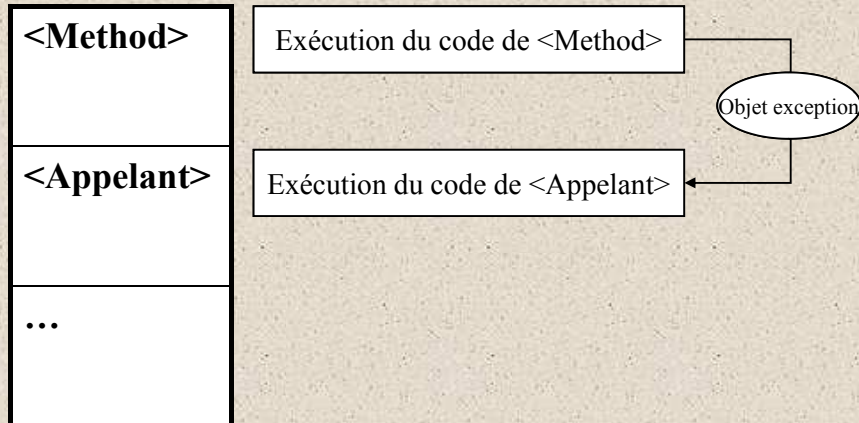 <Method>
Exécution du code de <Method>
Objet exception
<Appelant>
Exécution du code de <Appelant>
…